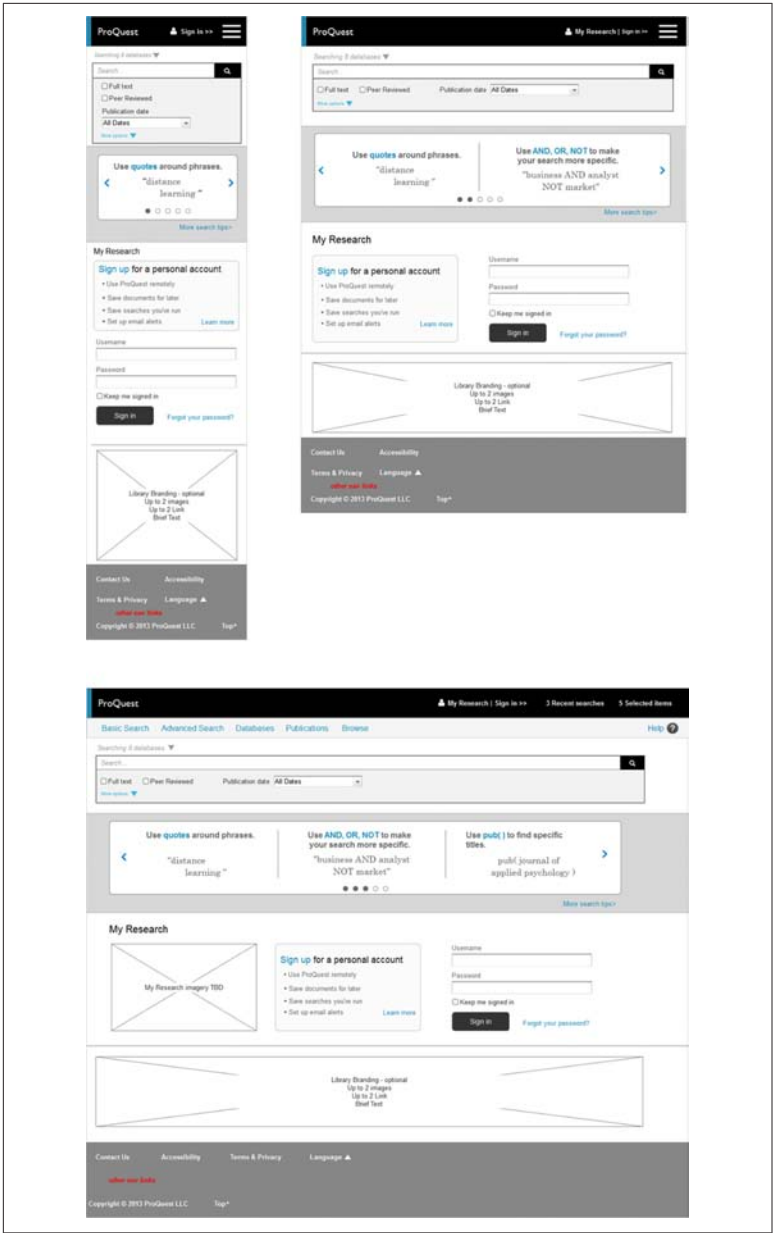 ProQuest
Sign in >>
Searching 8 databases ▼
Search...
Full text
Peer Reviewed
Publication date
All Dates
More options ▼
Use quotes around phrases.
"distance
learning "
More search tips>
My Research
Sign up for a personal account
• Use ProQuest remotely
• Save documents for later
• Save searches you've run
• Set up email alerts Learn more
Username
Password
Keep me signed in
Sign in Forgot your password?
Library Branding - optional
Up to 2 images
Up to 2 Link
Brief Text
Contact Us Accessibility
Terms & Privacy Language ▲
other user links
Copyright © 2013 ProQuest LLC Top^
ProQuest
My Research | Sign in >>
Searching 8 databases ▼
Search...
Full text Peer Reviewed Publication date All Dates
More options ▼
Use quotes around phrases.
"distance
learning "
Use AND, OR, NOT to make
your search more specific.
"business AND analyst
NOT market"
More search tips>
My Research
Sign up for a personal account
• Use ProQuest remotely
• Save documents for later
• Save searches you've run
• Set up email alerts Learn more
Username
Password
Keep me signed in
Sign in Forgot your password?
Library Branding - optional
Up to 2 images
Up to 2 Link
Brief Text
Contact Us Accessibility
Terms & Privacy Language ▲
other user links
Copyright © 2013 ProQuest LLC Top^
ProQuest
My Research | Sign in >> 3 Recent searches 5 Selected items
Basic Search Advanced Search Databases Publications Browse Help ?
Searching 8 databases ▼
Search...
Full text Peer Reviewed Publication date All Dates
More options ▼
Use quotes around phrases.
"distance
learning "
Use AND, OR, NOT to make
your search more specific.
"business AND analyst
NOT market"
Use pub( ) to find specific
titles.
pub( journal of
applied psychology )
More search tips>
My Research
My Research imagery TBD
Sign up for a personal account
• Use ProQuest remotely
• Save documents for later
• Save searches you've run
• Set up email alerts Learn more
Username
Password
Keep me signed in
Sign in Forgot your password?
Library Branding - optional
Up to 2 images
Up to 2 Link
Brief Text
Contact Us Accessibility Terms & Privacy Language ▲
other user links
Copyright © 2013 ProQuest LLC Top^